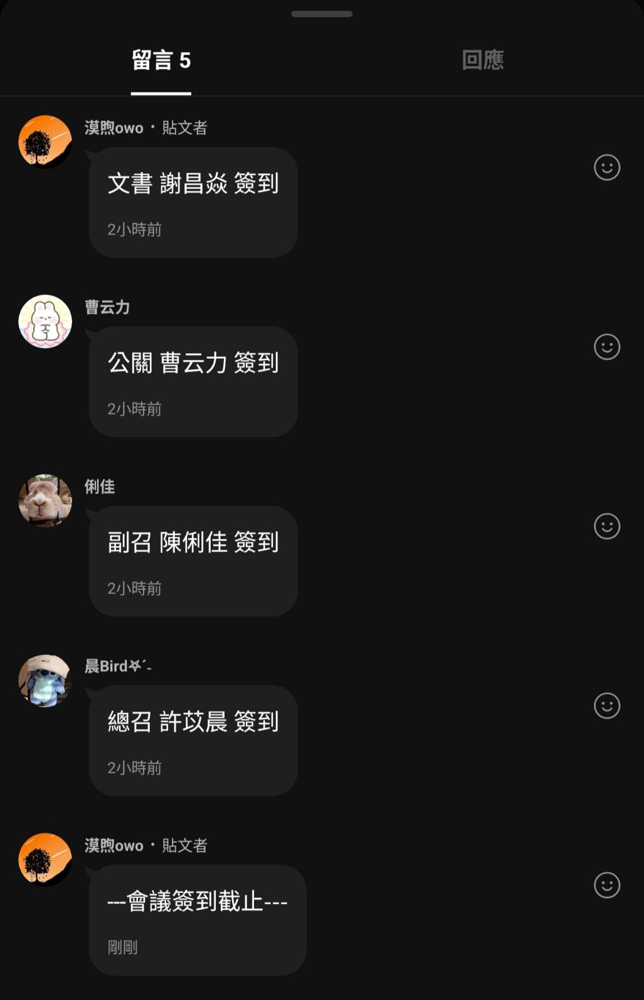 留言 5
回應
漠煦owo・貼文者
文書 謝昌焱 簽到
2小時前
曹云力
公關 曹云力 簽到
2小時前
俐佳
副召 陳俐佳 簽到
2小時前
晨Bird⛧´-
總召 許苡晨 簽到
2小時前
漠煦owo・貼文者
---會議簽到截止---
剛剛